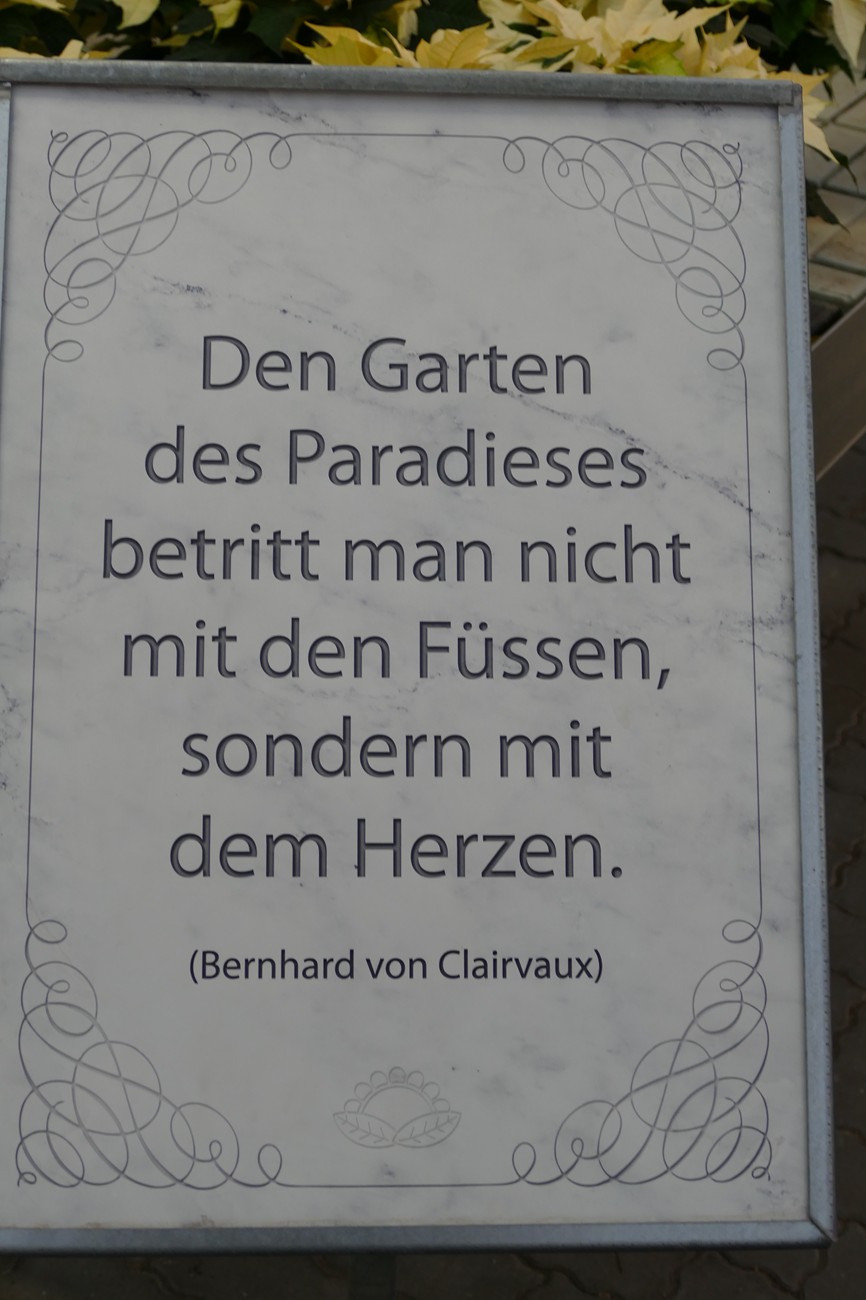 Den Garten
des Paradieses
betritt man nicht
mit den Füssen,
sondern mit
dem Herzen.
(Bernhard von Clairvaux)